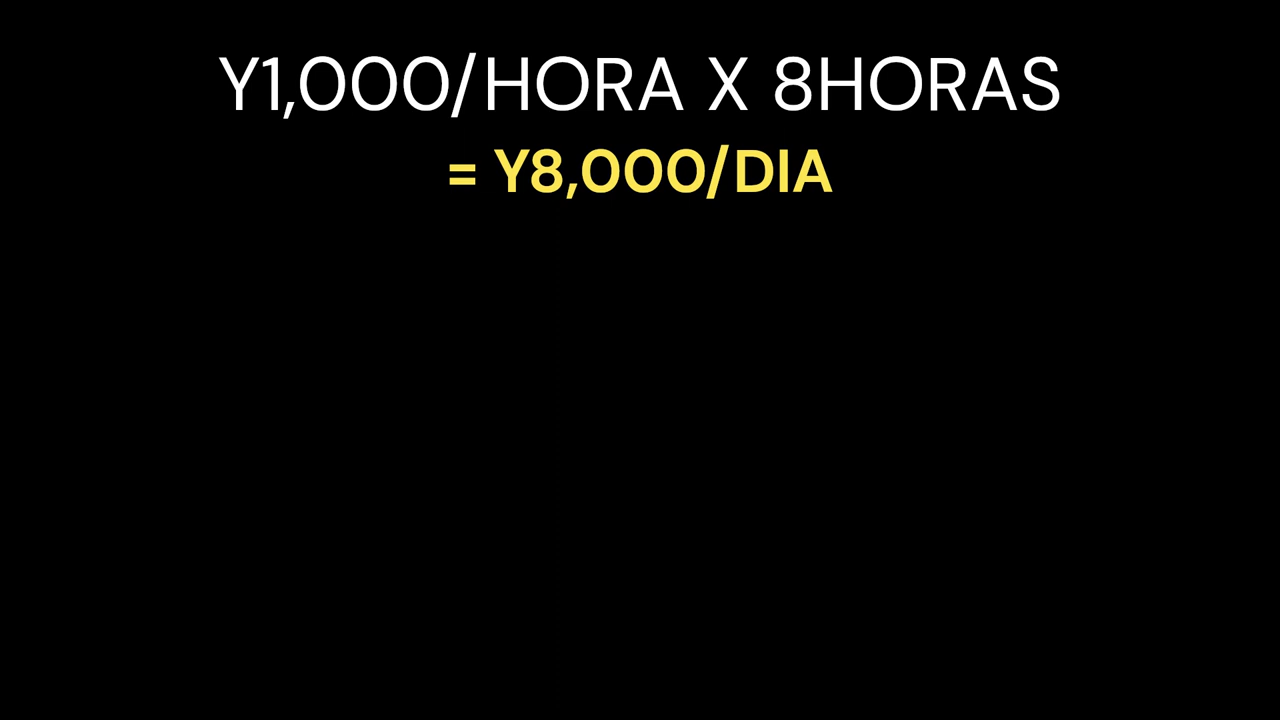 Y1,000/HORA X 8HORAS
= Y8,000/DIA